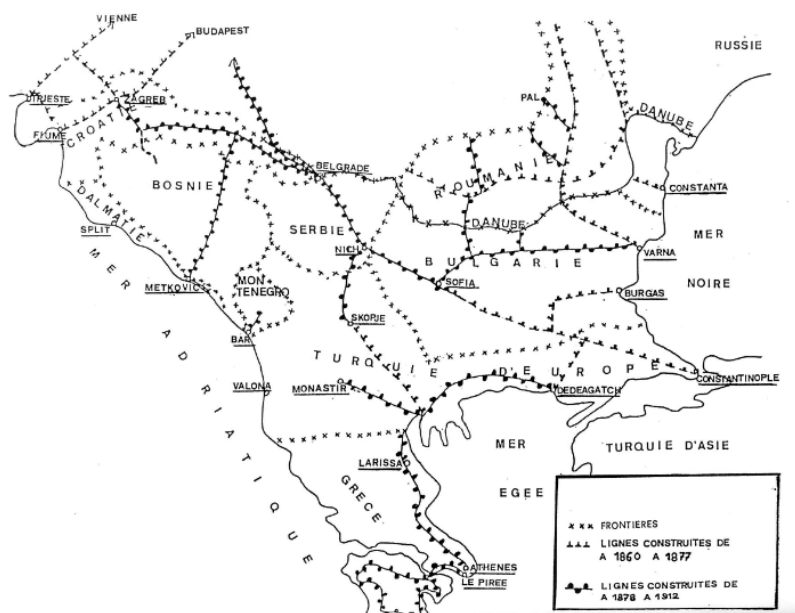 VIENNE
BUDAPEST
RUSSIE
TRIESTE
ZAGREB
PAL
DANUBE
FIUME
CROATIE
BELGRADE
ROUMANIE
BOSNIE
CONSTANTA
DALMATIE
SPLIT
SERBIE
DANUBE
MER
NICH
BULGARIE
VARNA
METKOVIC
MON
TENEGRO
SOFIA
NOIRE
BURGAS
SKOPJE
BAR
TURQUIE D'EUROPE
VALONA
MONASTIR
DEDEAGATCH
CONSTANTINOPLE
MER ADRIATIQUE
MER
TURQUIE D'ASIE
LARISSA
EGEE
GRECE
ATHENES
LE PIREE
FRONTIERES
LIGNES CONSTRUITES DE
A 1860 A 1877
LIGNES CONSTRUITES DE
A 1878 A 1912